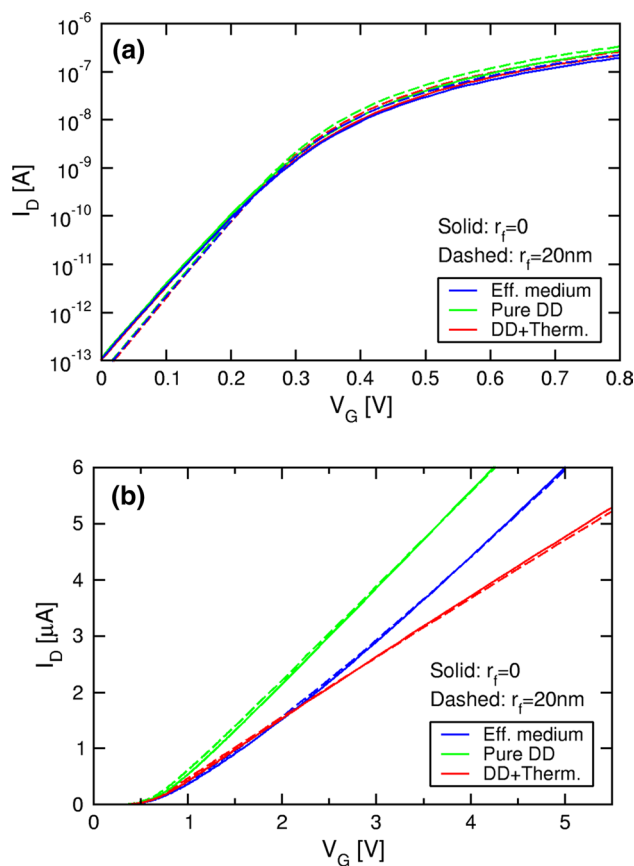 (a)
I_D [A]
10^-6
10^-7
10^-8
10^-9
10^-10
10^-11
10^-12
10^-13
Solid: r_f=0
Dashed: r_f=20nm
Eff. medium
Pure DD
DD+Therm.
0 0.1 0.2 0.3 0.4 0.5 0.6 0.7 0.8
V_G [V]
(b)
I_D [µA]
6
5
4
3
2
1
0
Solid: r_f=0
Dashed: r_f=20nm
Eff. medium
Pure DD
DD+Therm.
0 1 2 3 4 5
V_G [V]